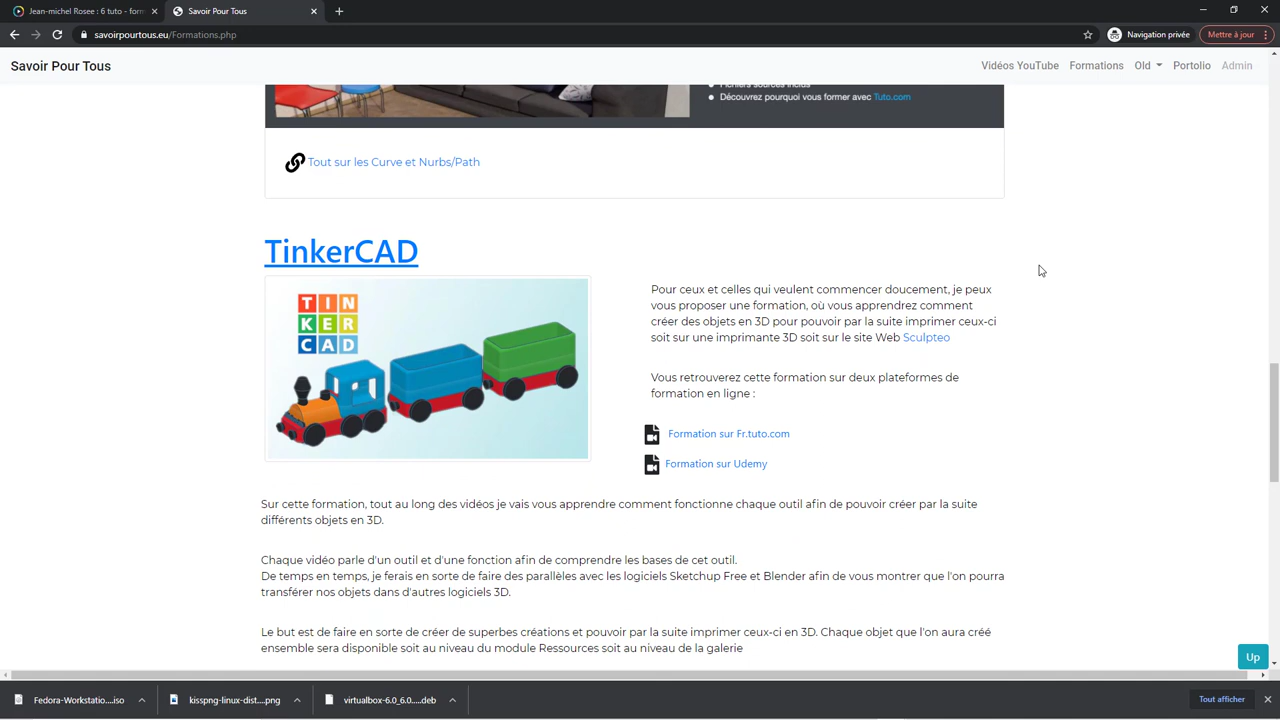 Jean-michel Rosee : 6 tuto - form
Savoir Pour Tous
savoirpourtous.eu/Formations.php
Navigation privée
Mettre à jour
Savoir Pour Tous
Vidéos YouTube
Formations
Old
Portolio
Admin
Fichiers sources inclus
Découvrez pourquoi vous former avec Tuto.com
Tout sur les Curve et Nurbs/Path
TinkerCAD
TIN
KER
CAD
Pour ceux et celles qui veulent commencer doucement, je peux
vous proposer une formation, où vous apprendrez comment
créer des objets en 3D pour pouvoir par la suite imprimer ceux-ci
soit sur une imprimante 3D soit sur le site Web Sculpteo
Vous retrouverez cette formation sur deux plateformes de
formation en ligne :
Formation sur Fr.tuto.com
Formation sur Udemy
Sur cette formation, tout au long des vidéos je vais vous apprendre comment fonctionne chaque outil afin de pouvoir créer par la suite
différents objets en 3D.
Chaque vidéo parle d'un outil et d'une fonction afin de comprendre les bases de cet outil.
De temps en temps, je ferais en sorte de faire des parallèles avec les logiciels Sketchup Free et Blender afin de vous montrer que l'on pourra
transférer nos objets dans d'autres logiciels 3D.
Le but est de faire en sorte de créer de superbes créations et pouvoir par la suite imprimer ceux-ci en 3D. Chaque objet que l'on aura créé
ensemble sera disponible soit au niveau du module Ressources soit au niveau de la galerie
Up
Fedora-Workstatio....iso
kisspng-linux-dist....png
virtualbox-6.0_6.0.....deb
Tout afficher